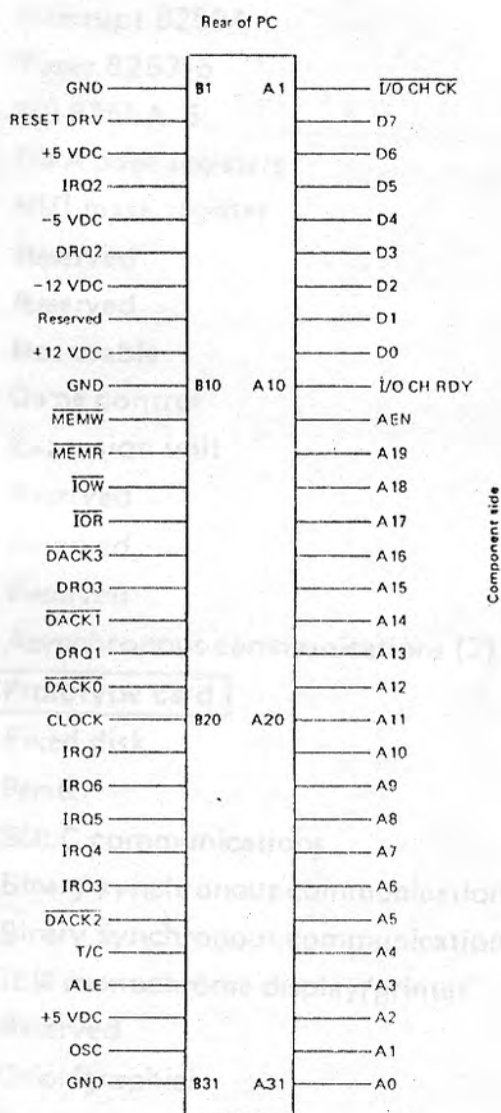 Rear of PC
GND B1 A1 I/O CH CK
RESET DRV D7
+5 VDC D6
IRQ2 D5
−5 VDC D4
DRQ2 D3
−12 VDC D2
Reserved D1
+12 VDC D0
GND B10 A10 I/O CH RDY
MEMW AEN
MEMR A19
IOW A18
IOR A17
DACK3 A16
DRQ3 A15
DACK1 A14
DRQ1 A13
DACK0 A12
CLOCK B20 A20 A11
IRQ7 A10
IRQ6 A9
IRQ5 A8
IRQ4 A7
IRQ3 A6
DACK2 A5
T/C A4
ALE A3
+5 VDC A2
OSC A1
GND B31 A31 A0
Component side